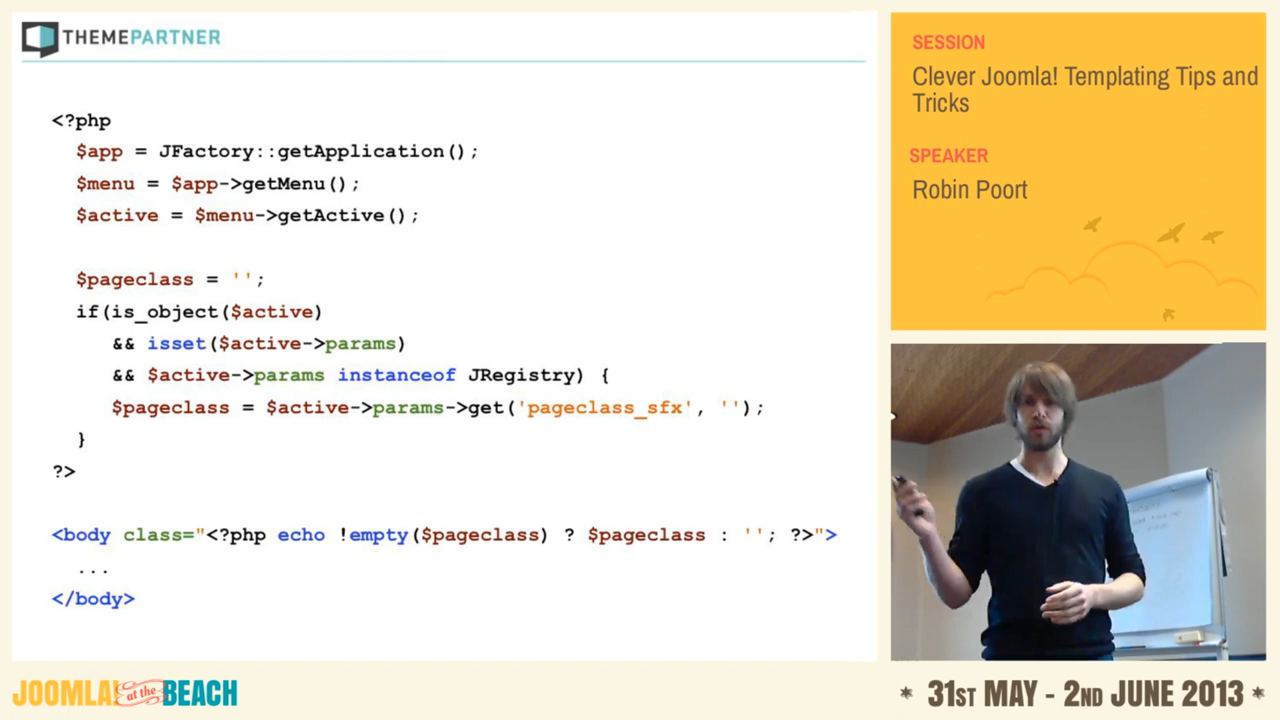 THEMEPARTNER
<?php
$app = JFactory::getApplication();
$menu = $app->getMenu();
$active = $menu->getActive();
$pageclass = '';
if(is_object($active)
&& isset($active->params)
&& $active->params instanceof JRegistry) {
$pageclass = $active->params->get('pageclass_sfx', '');
}
?>
<body class="<?php echo !empty($pageclass) ? $pageclass : ''; ?>">
...
</body>
SESSION
Clever Joomla! Templating Tips and
Tricks
SPEAKER
Robin Poort
JOOMLA! at the BEACH
* 31ST MAY - 2ND JUNE 2013 *